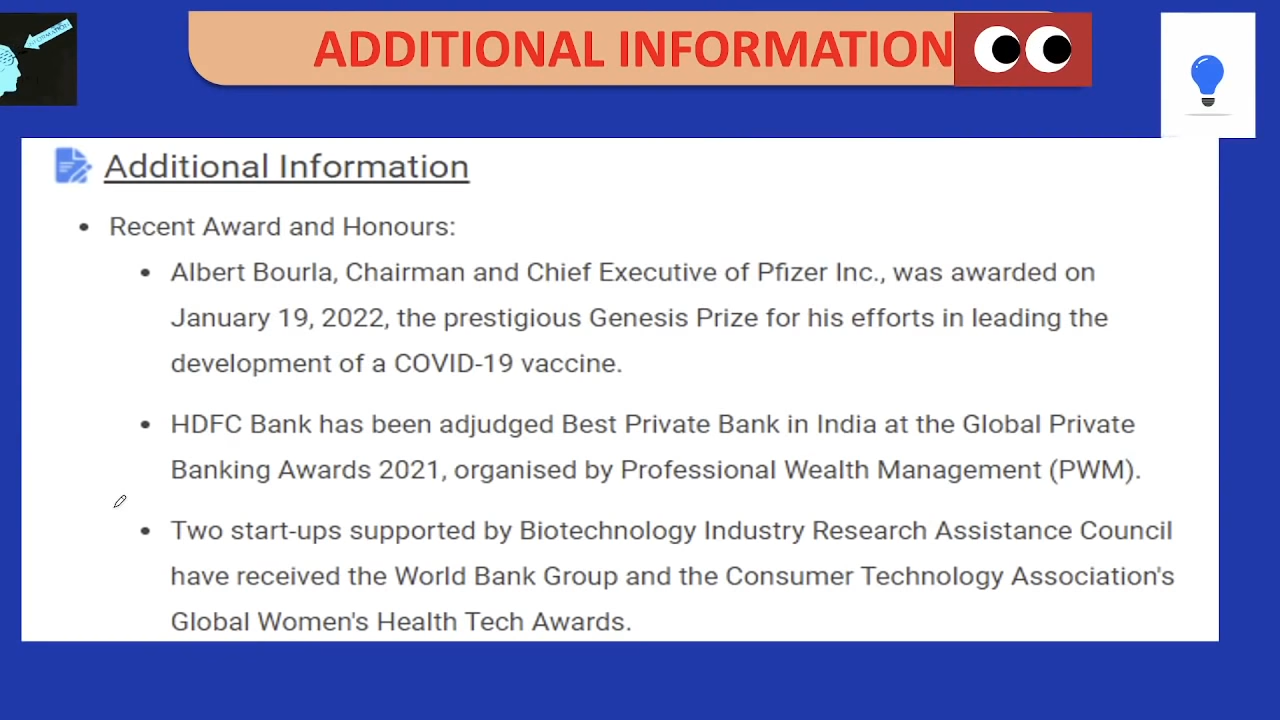 ADDITIONAL INFORMATION
Additional Information
• Recent Award and Honours:
• Albert Bourla, Chairman and Chief Executive of Pfizer Inc., was awarded on
January 19, 2022, the prestigious Genesis Prize for his efforts in leading the
development of a COVID-19 vaccine.
• HDFC Bank has been adjudged Best Private Bank in India at the Global Private
Banking Awards 2021, organised by Professional Wealth Management (PWM).
• Two start-ups supported by Biotechnology Industry Research Assistance Council
have received the World Bank Group and the Consumer Technology Association's
Global Women's Health Tech Awards.